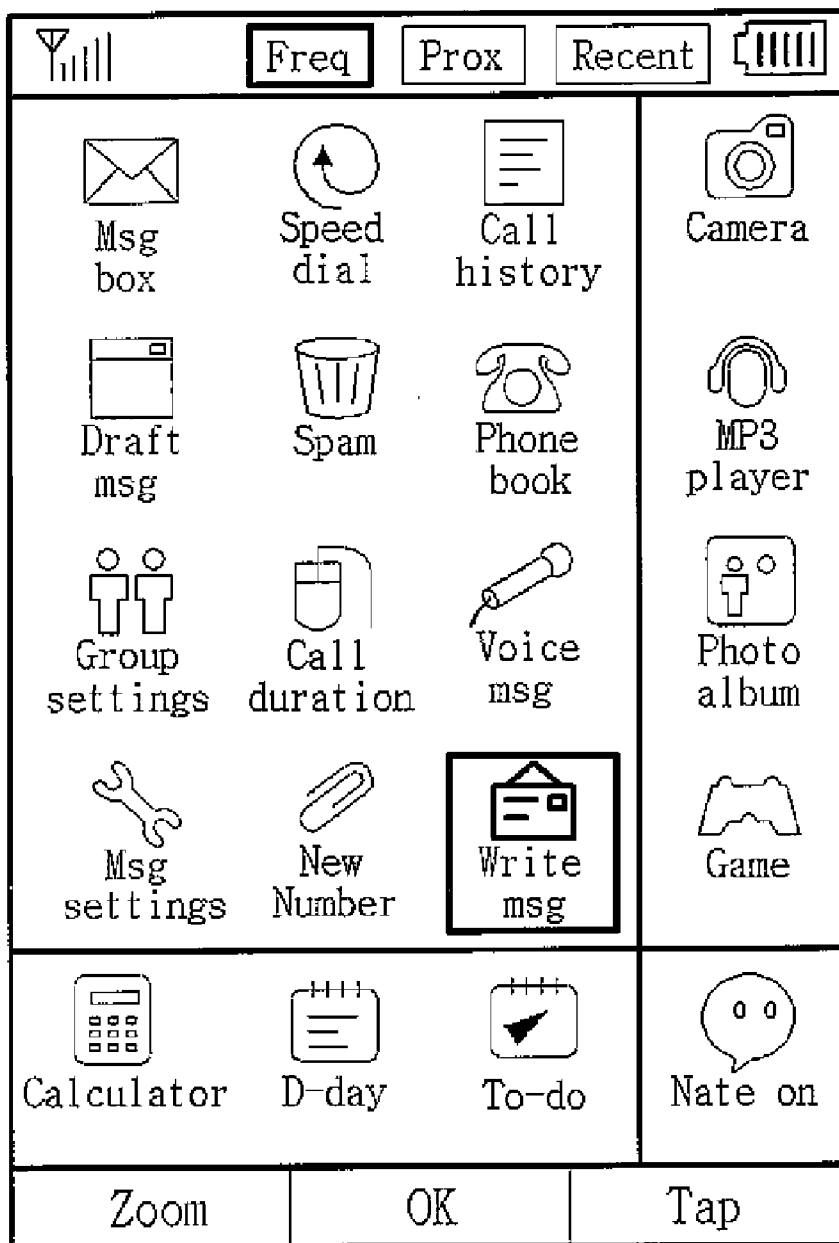 Freq Prox Recent
Msg Speed Call Camera
box dial history
Draft Spam Phone MP3
msg book player
Group Call Voice Photo
settings duration msg album
Msg New Write Game
settings Number msg
Calculator D-day To-do Nate on
Zoom OK Tap